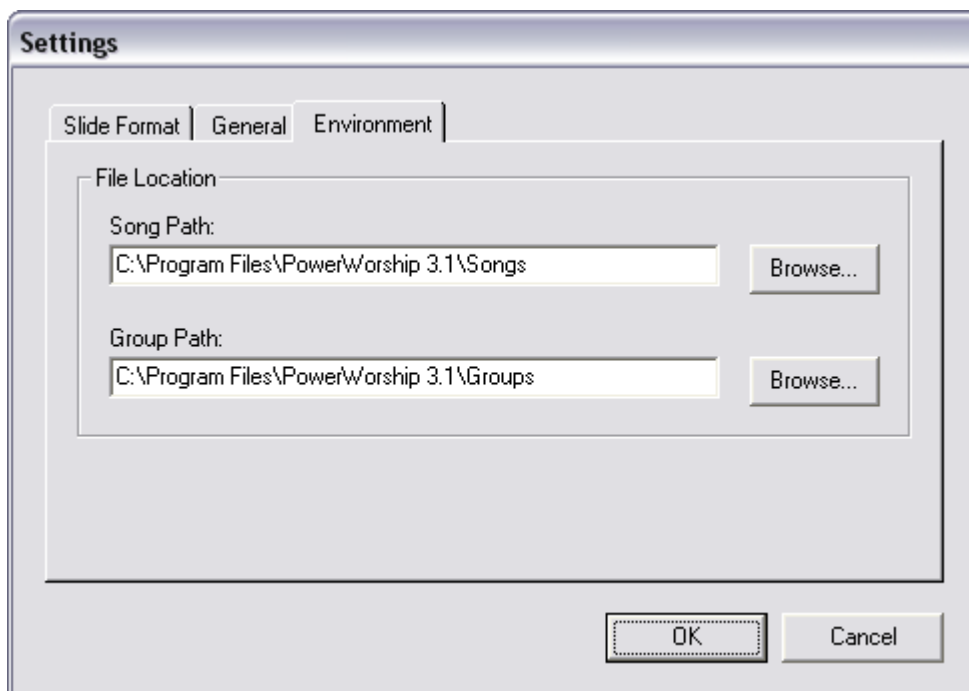 Settings
Slide Format General Environment
File Location
Song Path:
C:\Program Files\PowerWorship 3.1\Songs Browse...
Group Path:
C:\Program Files\PowerWorship 3.1\Groups Browse...
OK Cancel